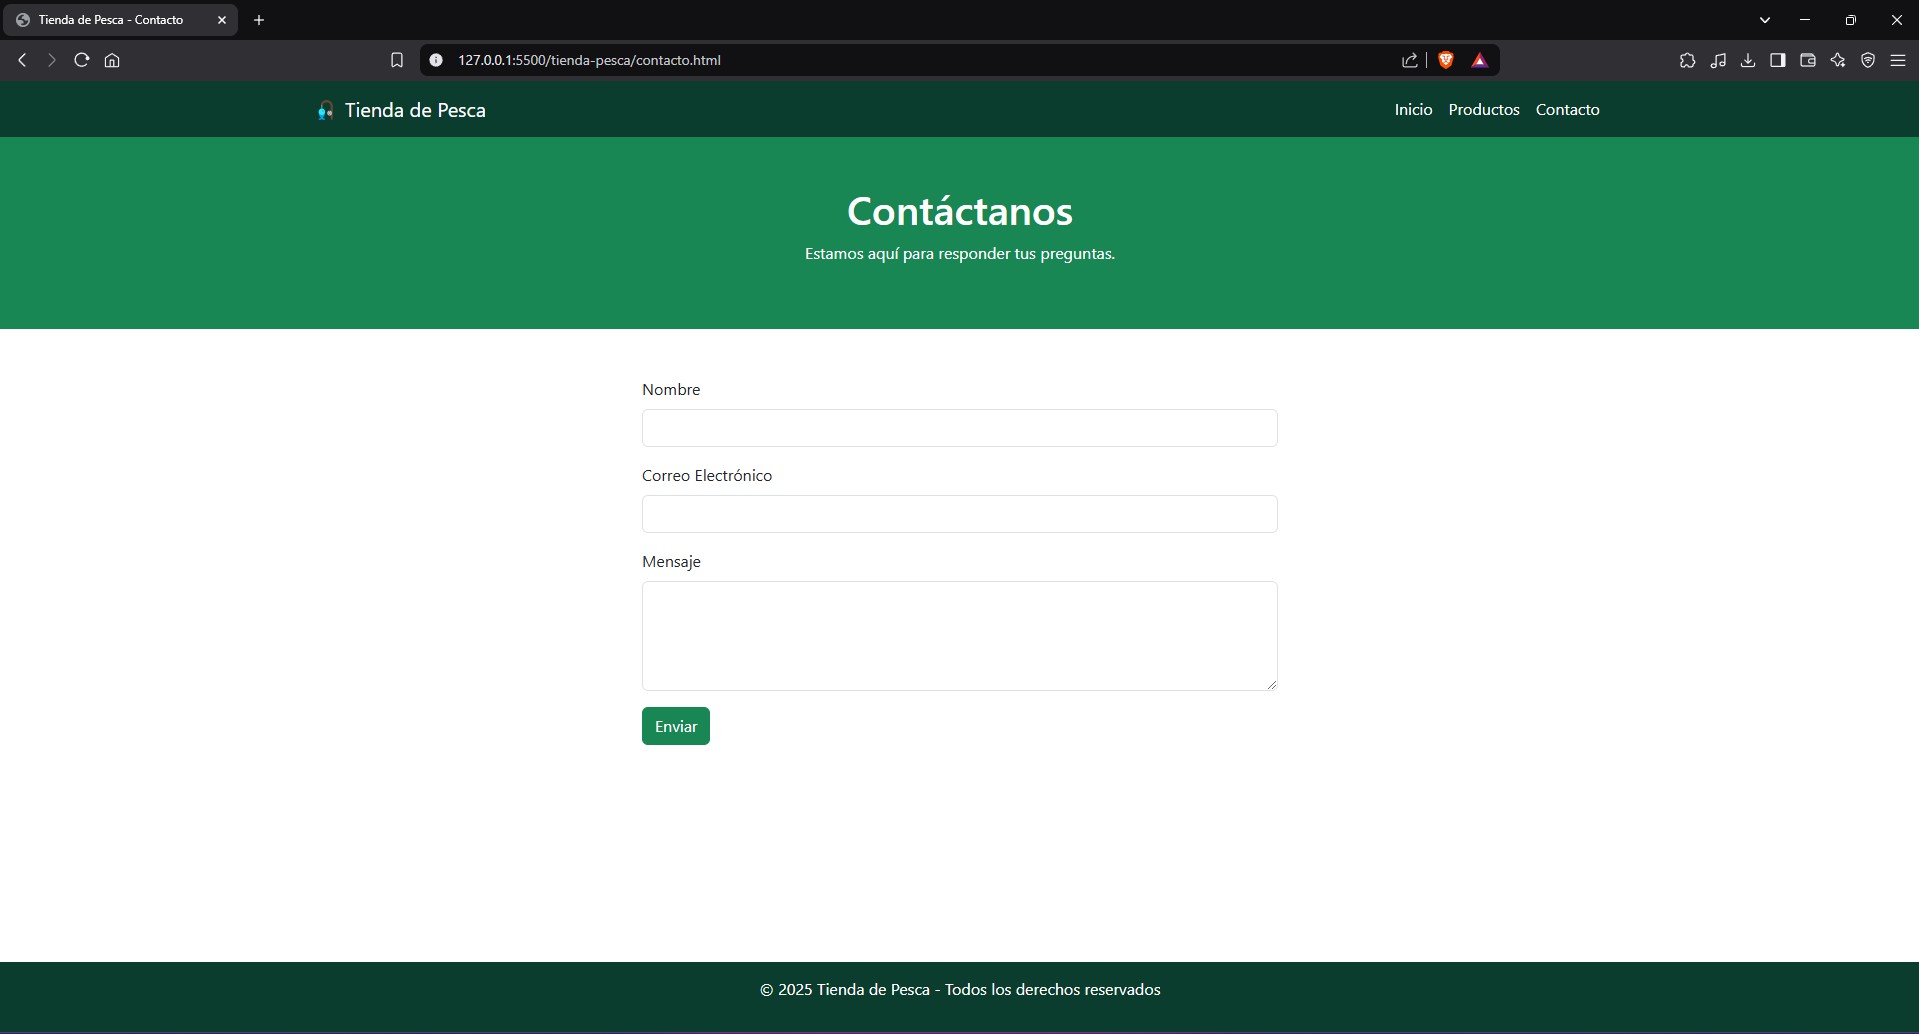 Tienda de Pesca - Contacto
127.0.0.1:5500/tienda-pesca/contacto.html
Tienda de Pesca
Inicio Productos Contacto
Contáctanos
Estamos aquí para responder tus preguntas.
Nombre
Correo Electrónico
Mensaje
Enviar
© 2025 Tienda de Pesca - Todos los derechos reservados